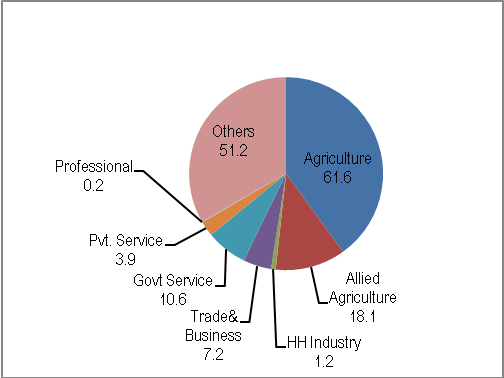 Others
51.2
Agriculture
61.6
Professional
0.2
Pvt. Service
3.9
Govt Service
10.6
Trade&
Business
7.2
HH Industry
1.2
Allied
Agriculture
18.1